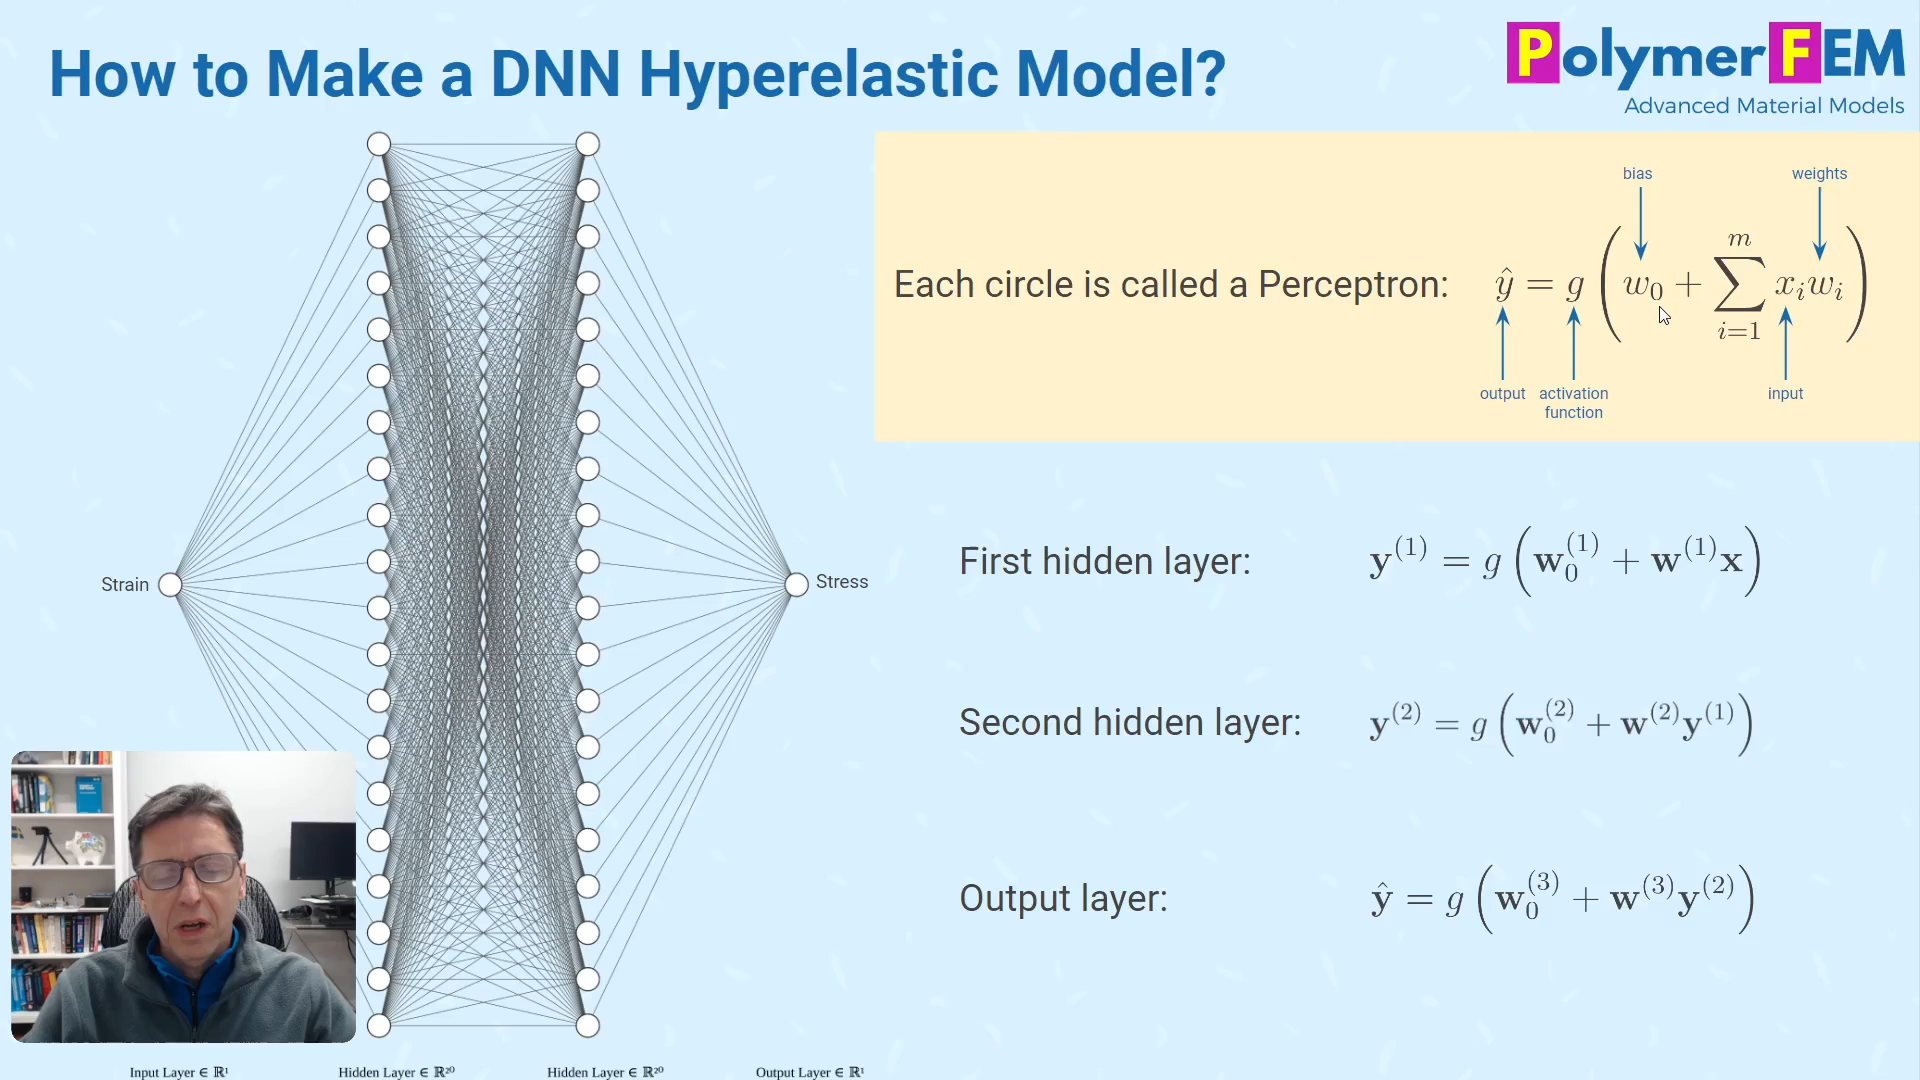 How to Make a DNN Hyperelastic Model?
PolymerFEM
Advanced Material Models
bias
weights
Each circle is called a Perceptron: ŷ = g ( w₀ + ∑ᵢ₌₁ᵐ xᵢwᵢ )
output
activation function
input
Strain
Stress
First hidden layer: y⁽¹⁾ = g ( w₀⁽¹⁾ + w⁽¹⁾x )
Second hidden layer: y⁽²⁾ = g ( w₀⁽²⁾ + w⁽²⁾y⁽¹⁾ )
Output layer: ŷ = g ( w₀⁽³⁾ + w⁽³⁾y⁽²⁾ )
Input Layer ∈ ℝ¹
Hidden Layer ∈ ℝ²⁰
Hidden Layer ∈ ℝ²⁰
Output Layer ∈ ℝ¹